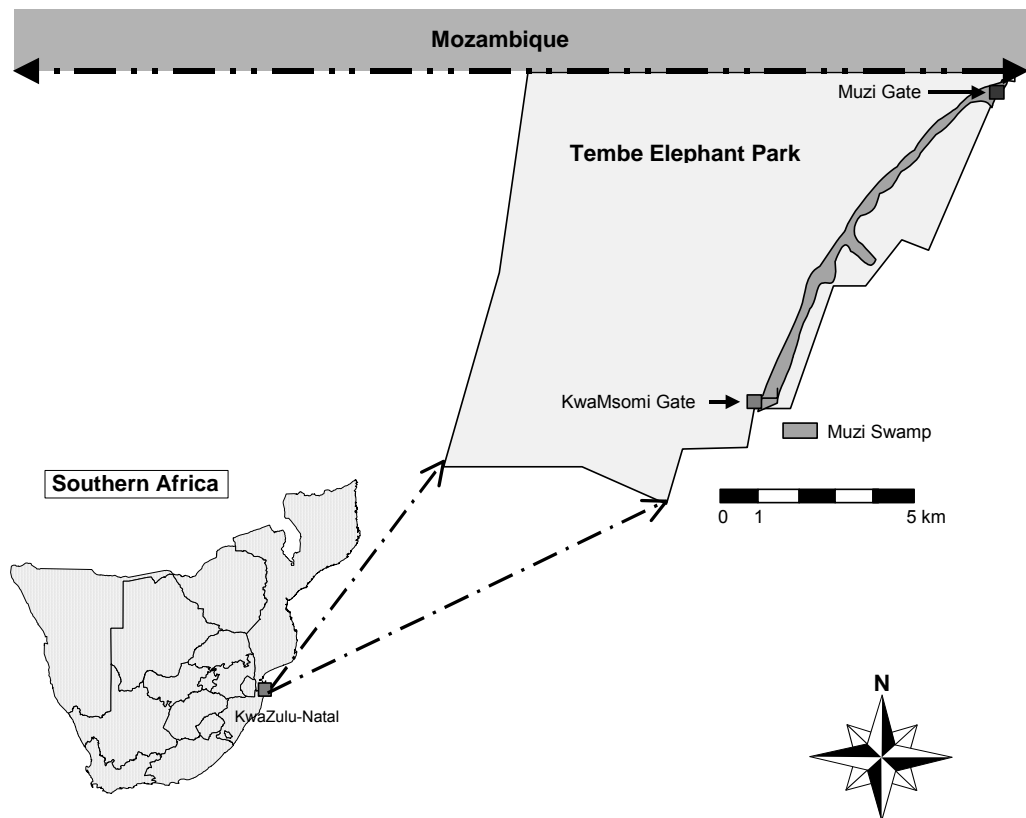 Mozambique
Muzi Gate
Tembe Elephant Park
KwaMsomi Gate
Muzi Swamp
Southern Africa
0 1 5 km
KwaZulu-Natal
N